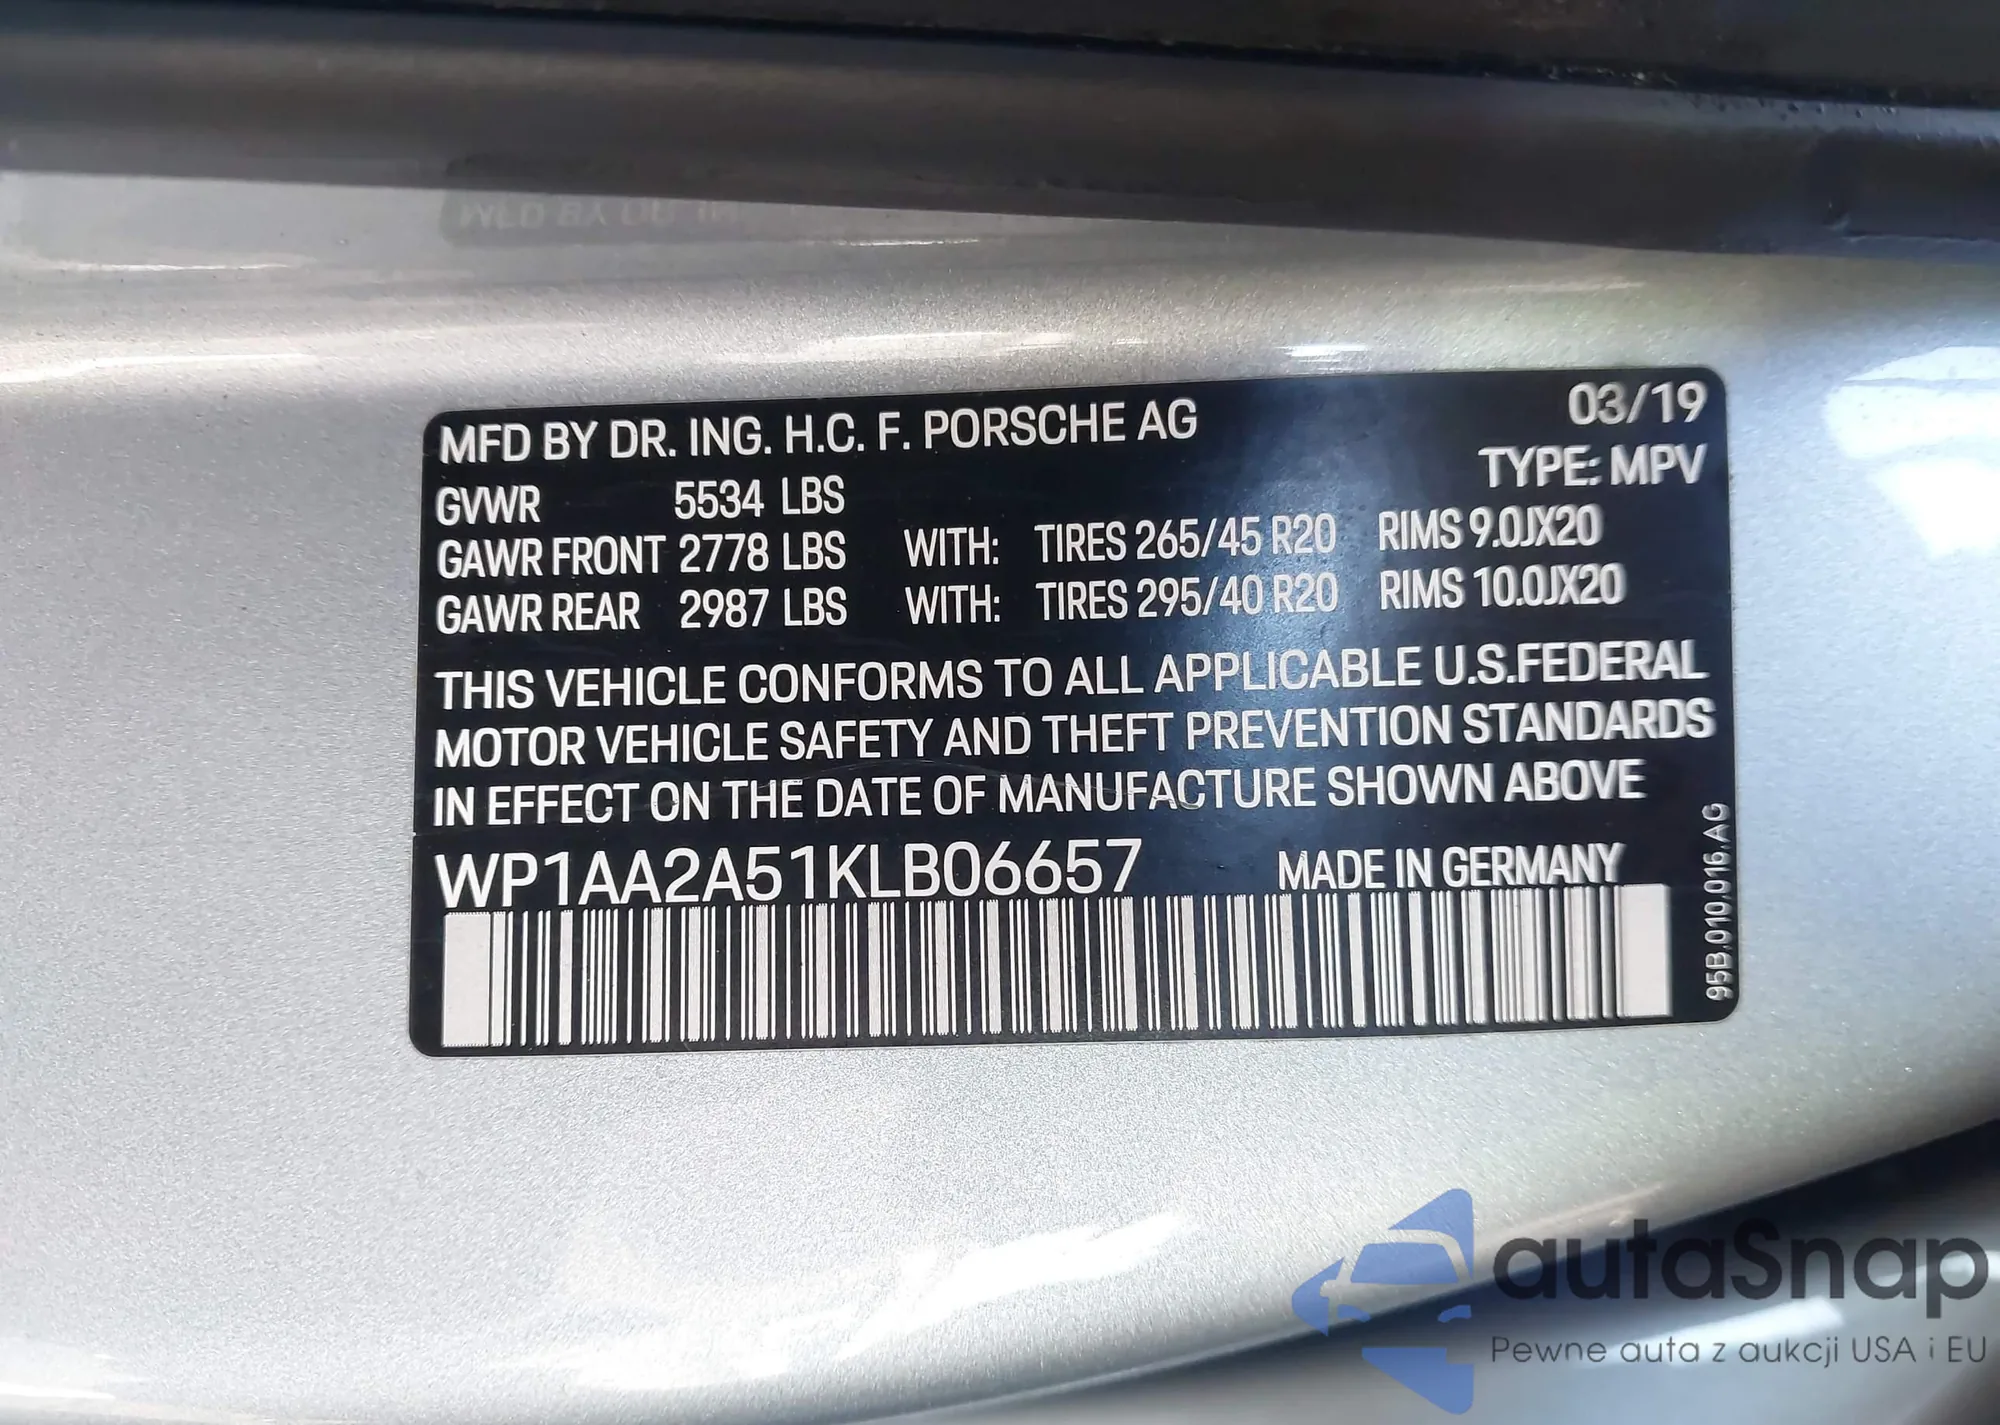 MFD BY DR. ING. H.C. F. PORSCHE AG 03/19
TYPE: MPV
GVWR 5534 LBS
GAWR FRONT 2778 LBS WITH: TIRES 265/45 R20 RIMS 9.0JX20
GAWR REAR 2987 LBS WITH: TIRES 295/40 R20 RIMS 10.0JX20
THIS VEHICLE CONFORMS TO ALL APPLICABLE U.S.FEDERAL
MOTOR VEHICLE SAFETY AND THEFT PREVENTION STANDARDS
IN EFFECT ON THE DATE OF MANUFACTURE SHOWN ABOVE
WP1AA2A51KLB06657 MADE IN GERMANY
95B.010.016.AG
autaSnap
Pewne auta z aukcji USA i EU